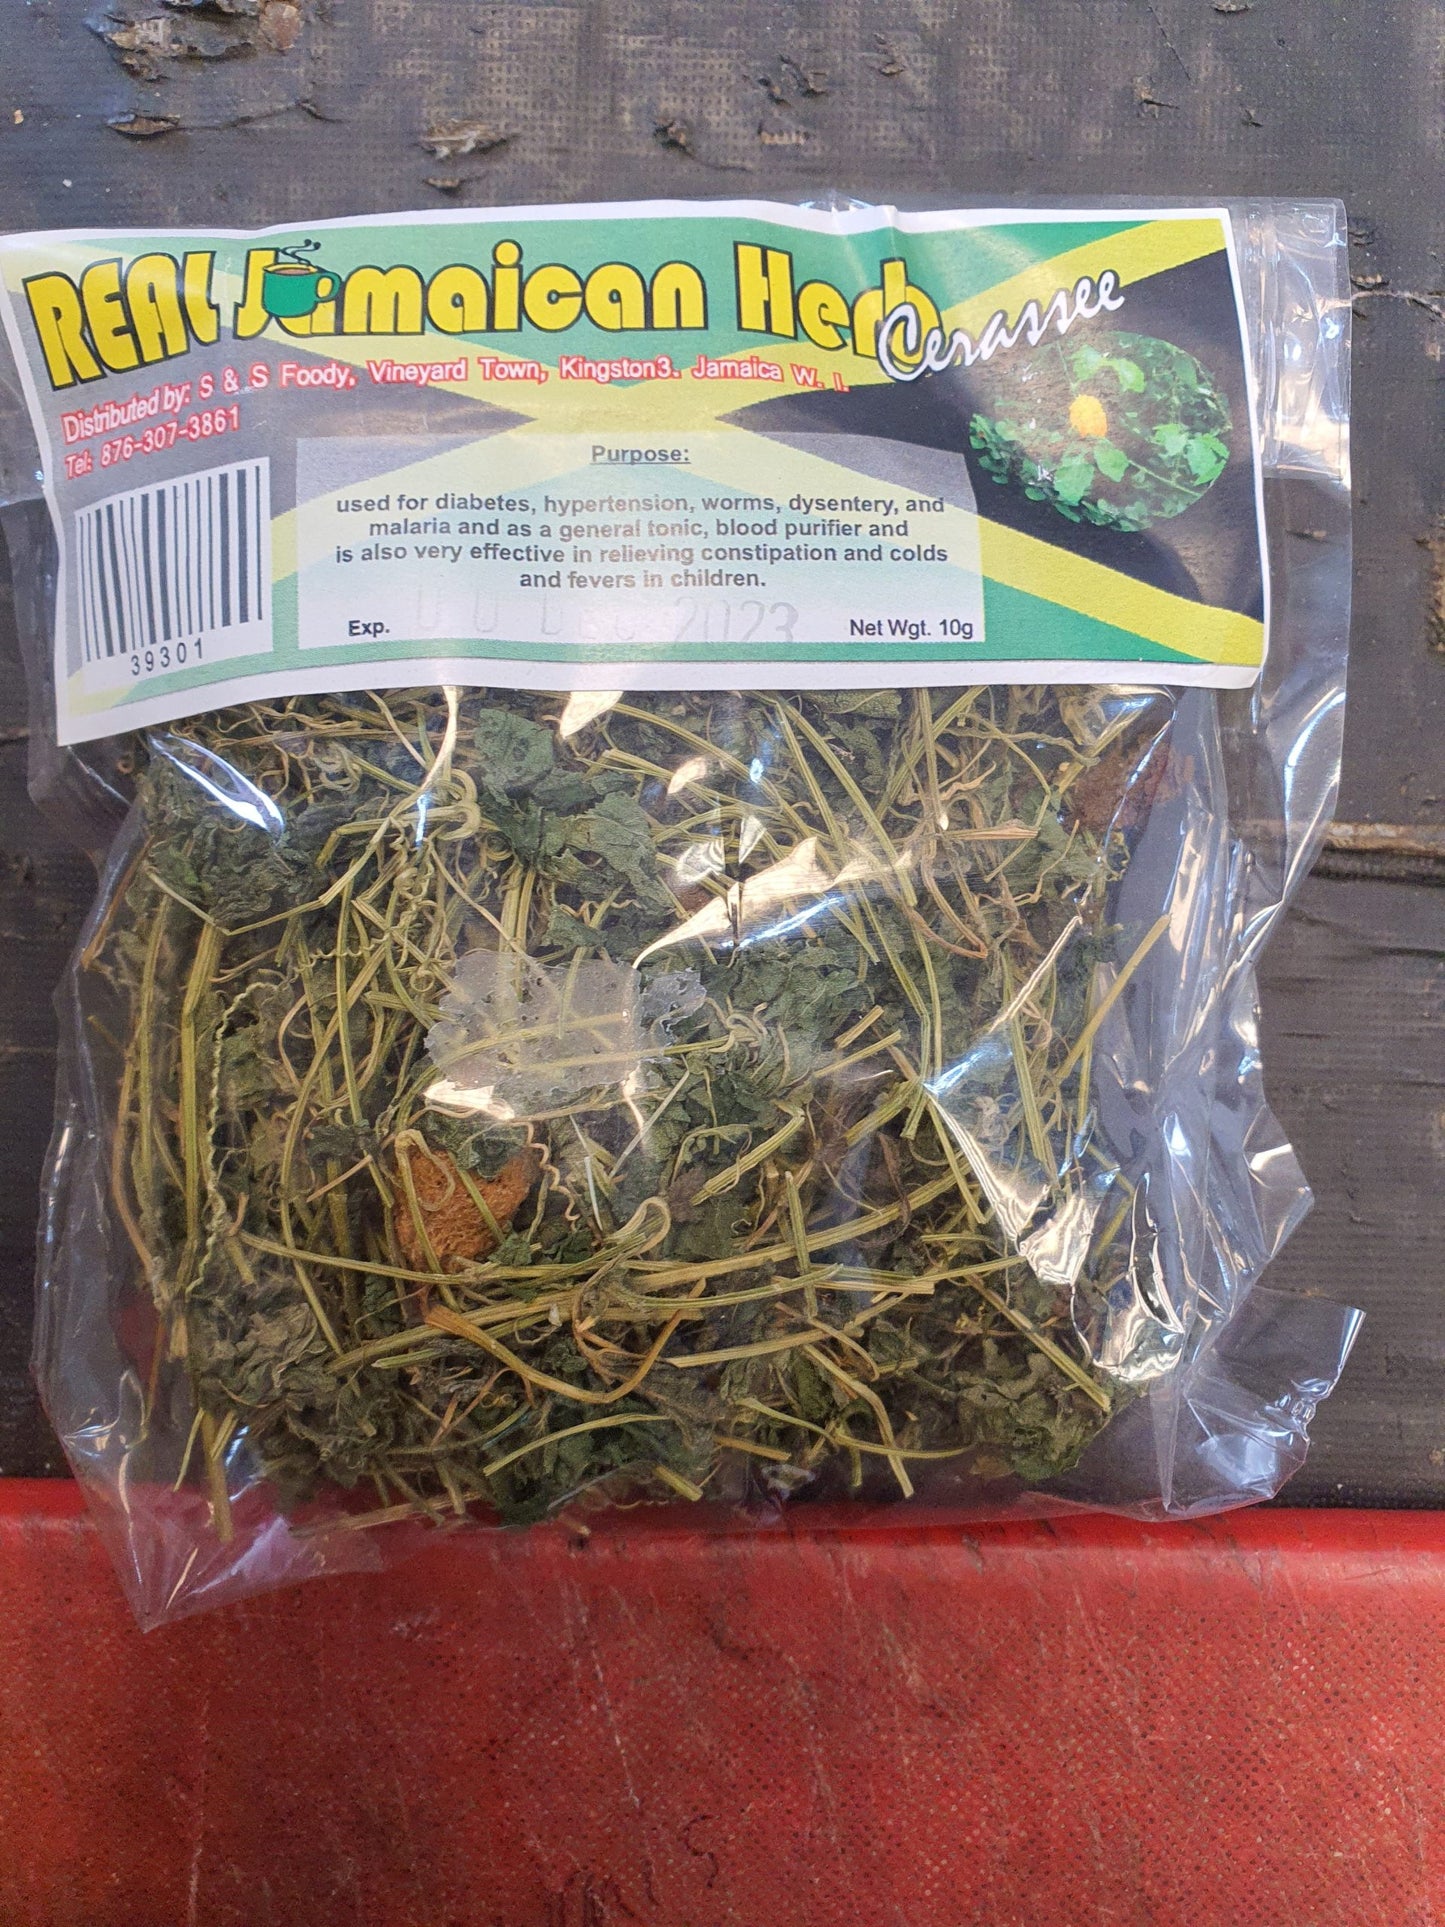 REAL Jamaican Herb
Cerassee
Distributed by: S & S Foody, Vineyard Town, Kingston3. Jamaica W. I.
Tel: 876-307-3861
Purpose:
used for diabetes, hypertension, worms, dysentery, and
malaria and as a general tonic, blood purifier and
is also very effective in relieving constipation and colds
and fevers in children.
Exp. 2023
Net Wgt. 10g
39301